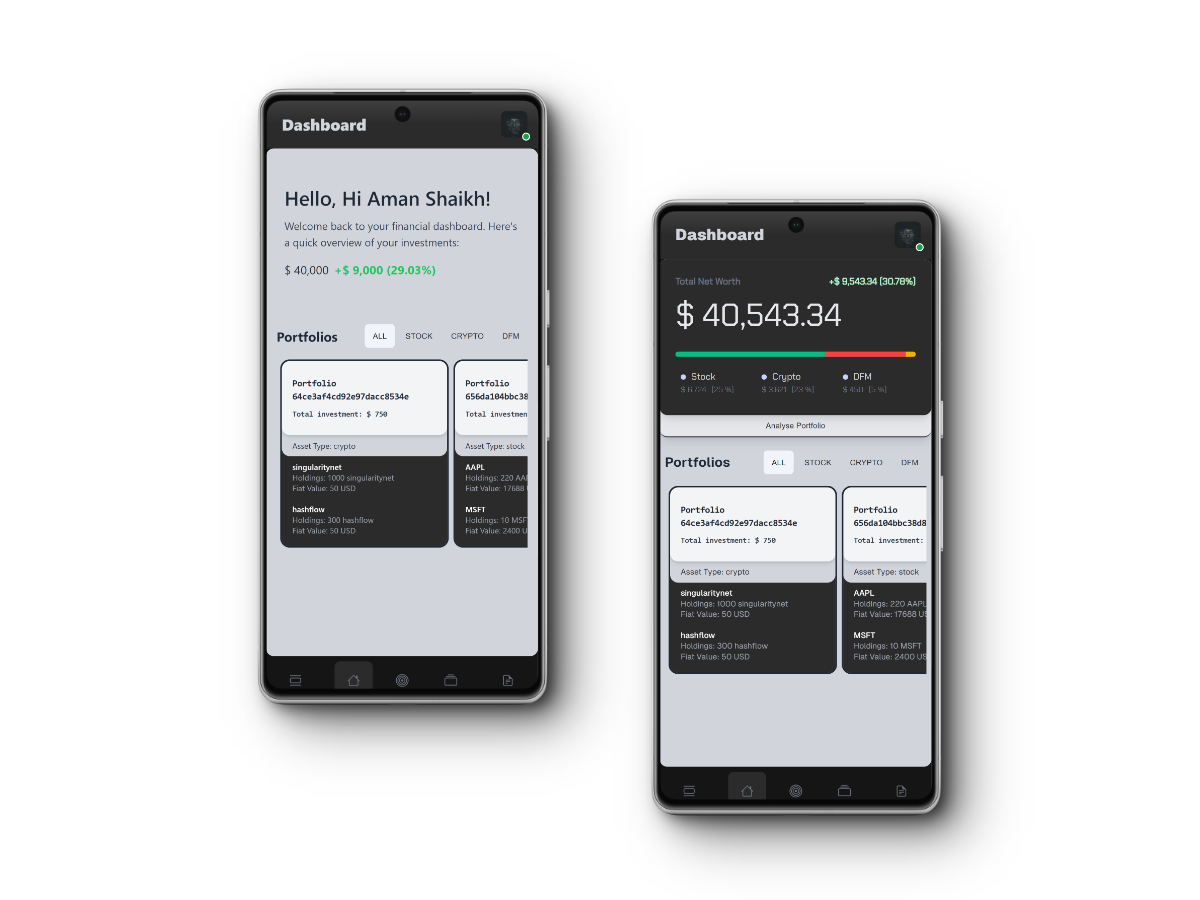 Dashboard
Hello, Hi Aman Shaikh!
Welcome back to your financial dashboard. Here's
a quick overview of your investments:
$ 40,000 +$ 9,000 (29.03%)
Portfolios ALL STOCK CRYPTO DFM
Portfolio
64ce3af4cd92e97dacc8534e
Total investment: $ 750
Asset Type: crypto
singularitynet
Holdings: 1000 singularitynet
Fiat Value: 50 USD
hashflow
Holdings: 300 hashflow
Fiat Value: 50 USD
Portfolio
656da104bbc38
Total investmen
Asset Type: stock
AAPL
Holdings: 220 AAP
Fiat Value: 17688 U
MSFT
Holdings: 10 MSF
Fiat Value: 2400 U
Dashboard
Total Net Worth +$ 9,543.34 (30.78%)
$ 40,543.34
Stock Crypto DFM
(25 %) $ 3,621 (23 %) (5 %)
Analyse Portfolio
Portfolios ALL STOCK CRYPTO DFM
Portfolio
64ce3af4cd92e97dacc8534e
Total investment: $ 750
Asset Type: crypto
singularitynet
Holdings: 1000 singularitynet
Fiat Value: 50 USD
hashflow
Holdings: 300 hashflow
Fiat Value: 50 USD
Portfolio
656da104bbc38d8
Total investment:
Asset Type: stock
AAPL
Holdings: 220 AAPL
Fiat Value: 17688 US
MSFT
Holdings: 10 MSFT
Fiat Value: 2400 US